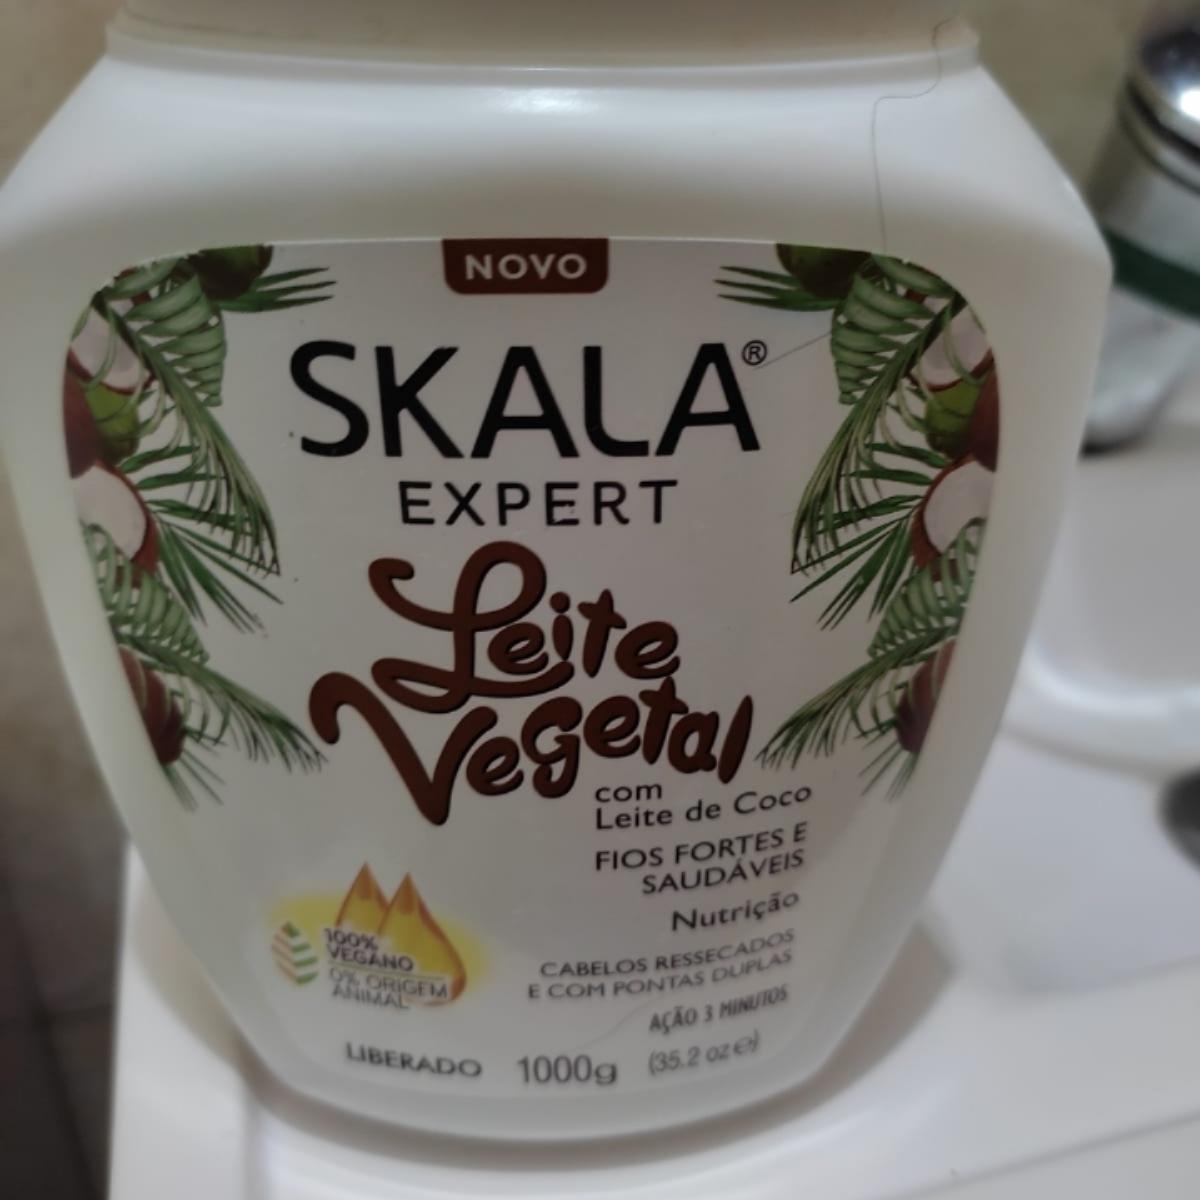 NOVO
SKALA®
EXPERT
Leite
Vegetal
com
Leite de Coco
FIOS FORTES E
SAUDÁVEIS
Nutrição
CABELOS RESSECADOS
E COM PONTAS DUPLAS
AÇÃO 3 MINUTOS
100%
VEGANO
0% ORIGEM
ANIMAL
LIBERADO 1000g (35.2 oz ℮)